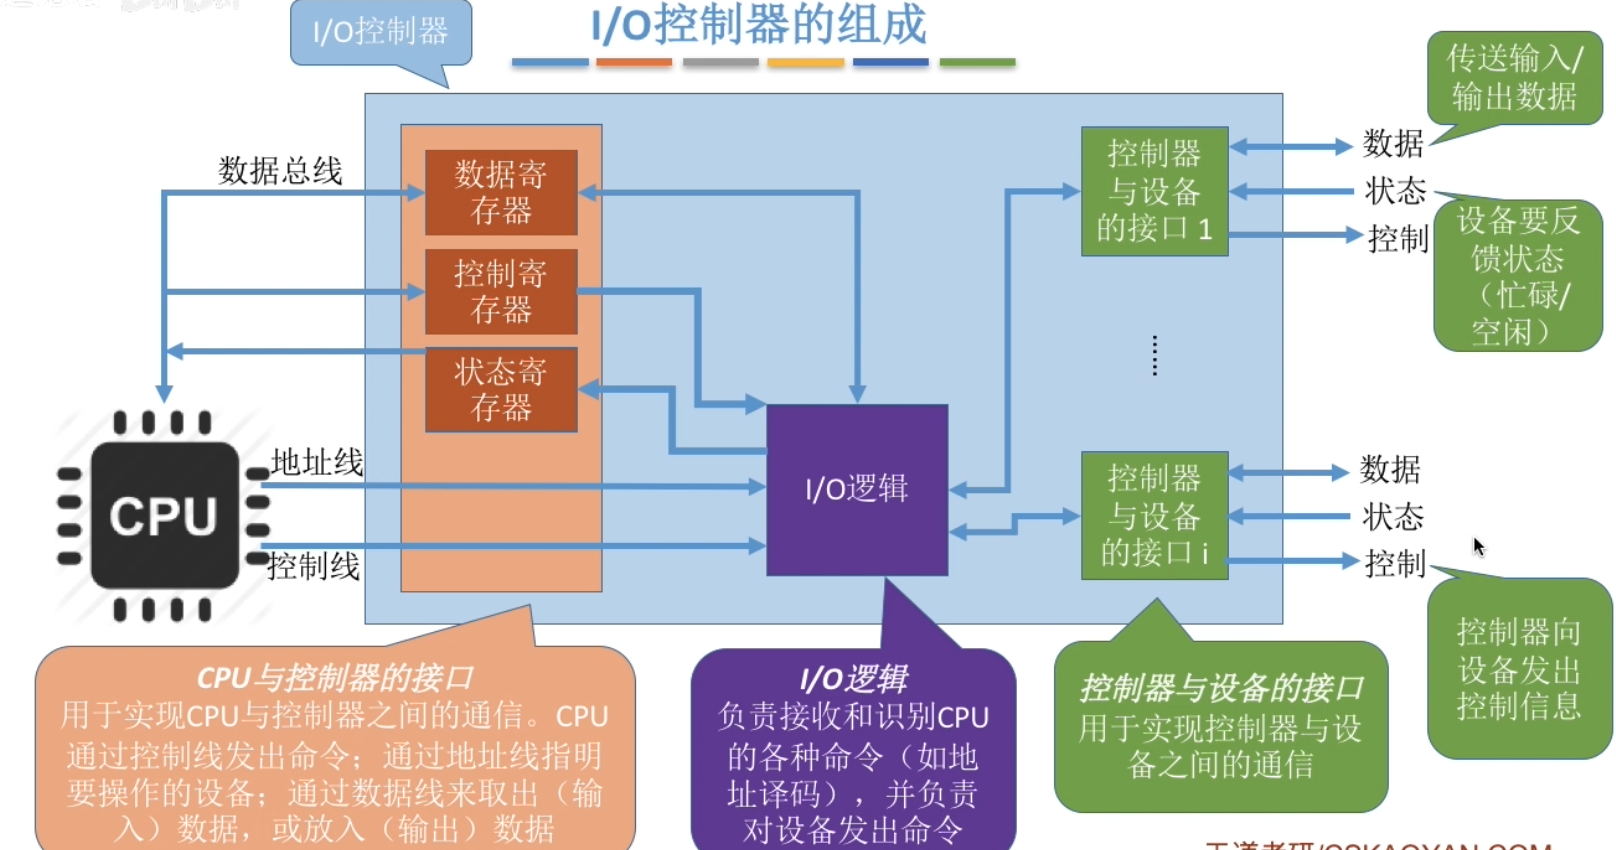 I/O控制器
I/O控制器的组成
传送输入/
输出数据
数据总线
数据寄
存器
控制寄
存器
状态寄
存器
地址线
CPU
控制线
I/O逻辑
控制器
与设备
的接口 1
数据
状态
控制
设备要反
馈状态
（忙碌/
空闲）
控制器
与设备
的接口 i
数据
状态
控制
控制器向
设备发出
控制信息
CPU与控制器的接口
用于实现CPU与控制器之间的通信。CPU
通过控制线发出命令；通过地址线指明
要操作的设备；通过数据线来取出（输
入）数据，或放入（输出）数据
I/O逻辑
负责接收和识别CPU
的各种命令（如地
址译码），并负责
对设备发出命令
控制器与设备的接口
用于实现控制器与设
备之间的通信